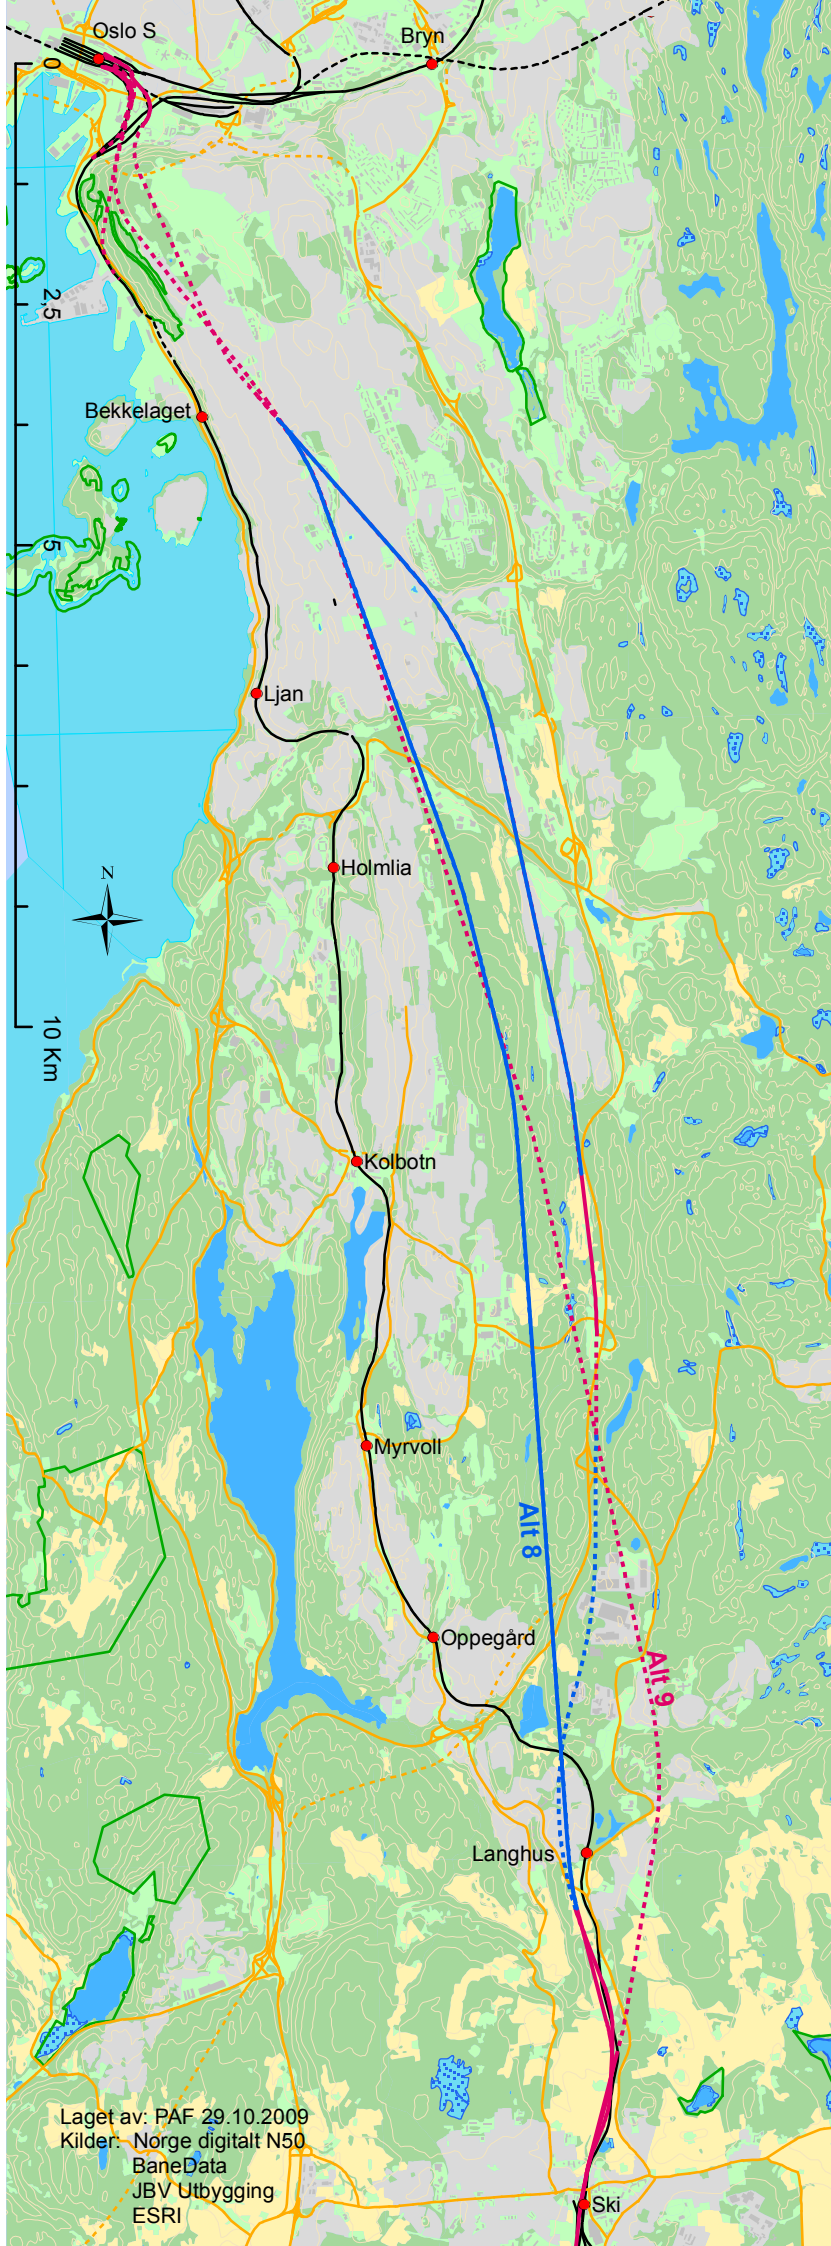 Oslo S
Bryn
0
2,5
Bekkelaget
5
Ljan
Holmlia
N
10 Km
Kolbotn
Myrvoll
Alt 8
Oppegård
Alt 9
Langhus
Laget av: PAF 29.10.2009
Kilder: Norge digitalt N50
BaneData
JBV Utbygging
ESRI
Ski